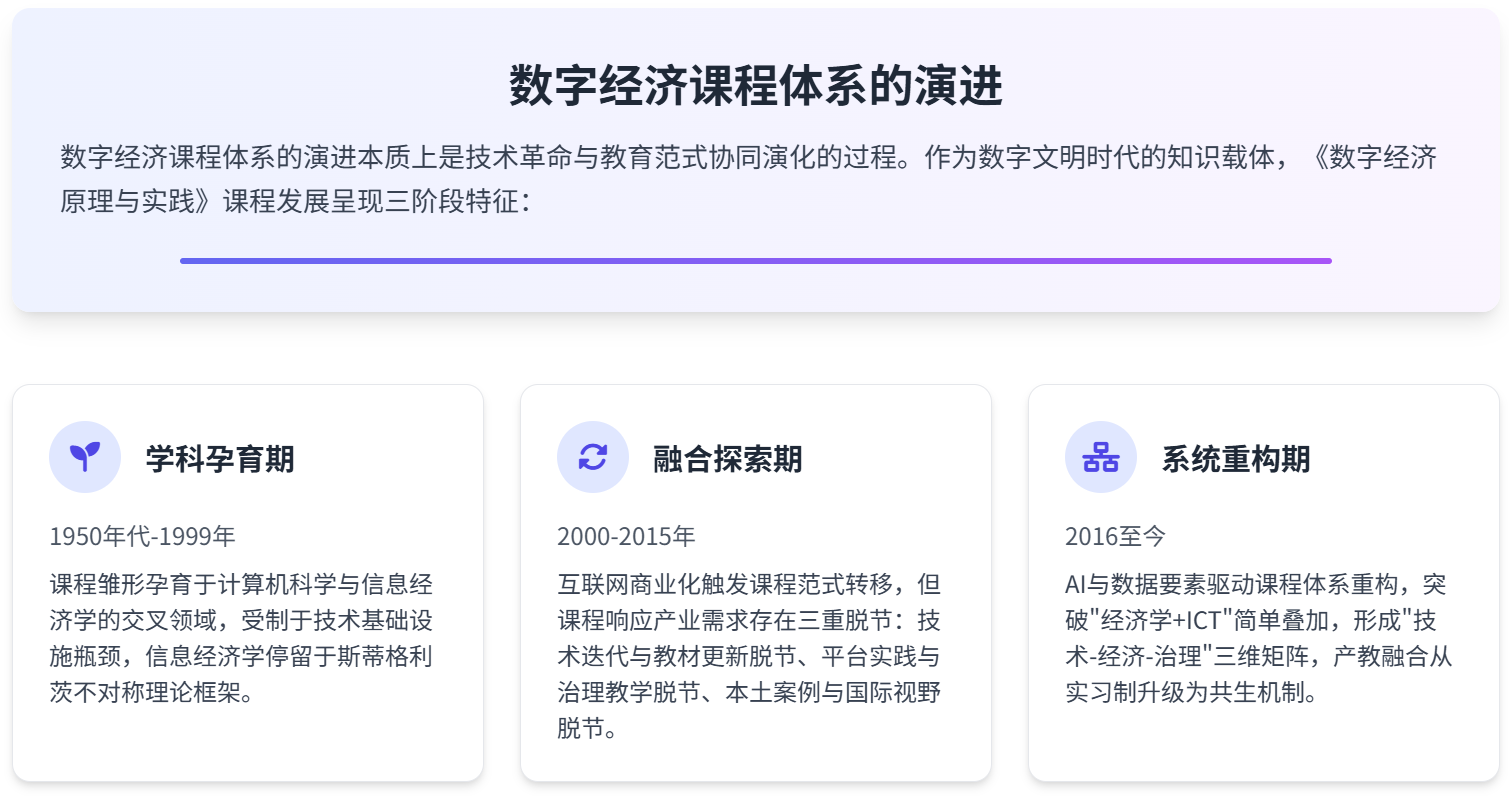 数字经济课程体系的演进
数字经济课程体系的演进本质上是技术革命与教育范式协同演化的过程。作为数字文明时代的知识载体，《数字经济
原理与实践》课程发展呈现三阶段特征：
学科孕育期
1950年代-1999年
课程雏形孕育于计算机科学与信息经
济学的交叉领域，受制于技术基础设
施瓶颈，信息经济学停留于斯蒂格利
茨不对称理论框架。
融合探索期
2000-2015年
互联网商业化触发课程范式转移，但
课程响应产业需求存在三重脱节：技
术迭代与教材更新脱节、平台实践与
治理教学脱节、本土案例与国际视野
脱节。
系统重构期
2016至今
AI与数据要素驱动课程体系重构，突
破"经济学+ICT"简单叠加，形成"技
术-经济-治理"三维矩阵，产教融合从
实习制升级为共生机制。